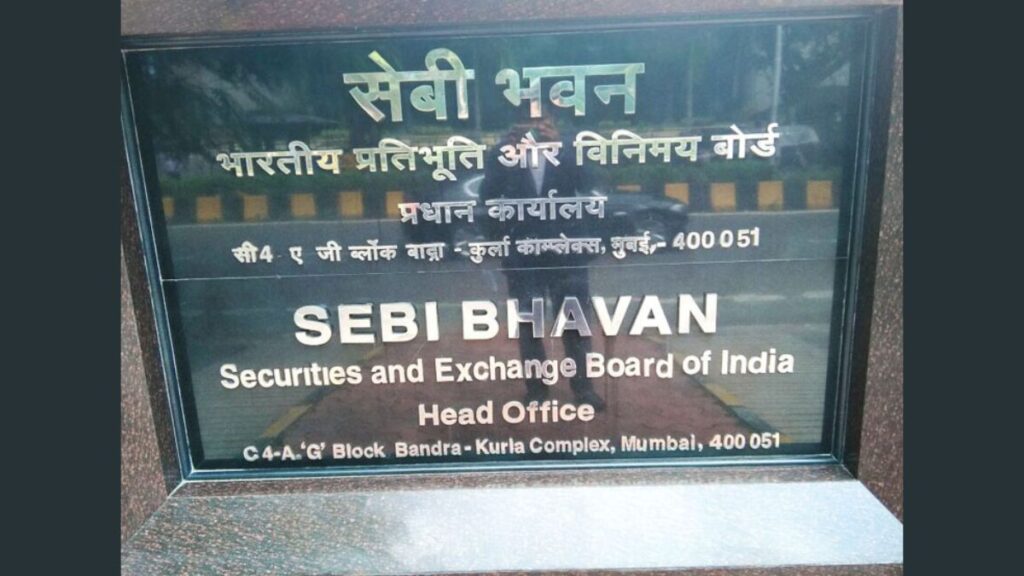 सेबी भवन
भारतीय प्रतिभूति और विनिमय बोर्ड
प्रधान कार्यालय
सी4 ए जी ब्लॉक बान्द्रा - कुर्ला काम्प्लेक्स, मुंबई,- 400 051
SEBI BHAVAN
Securities and Exchange Board of India
Head Office
C 4-A.‘G’ Block Bandra - Kurla Complex, Mumbai, 400 051